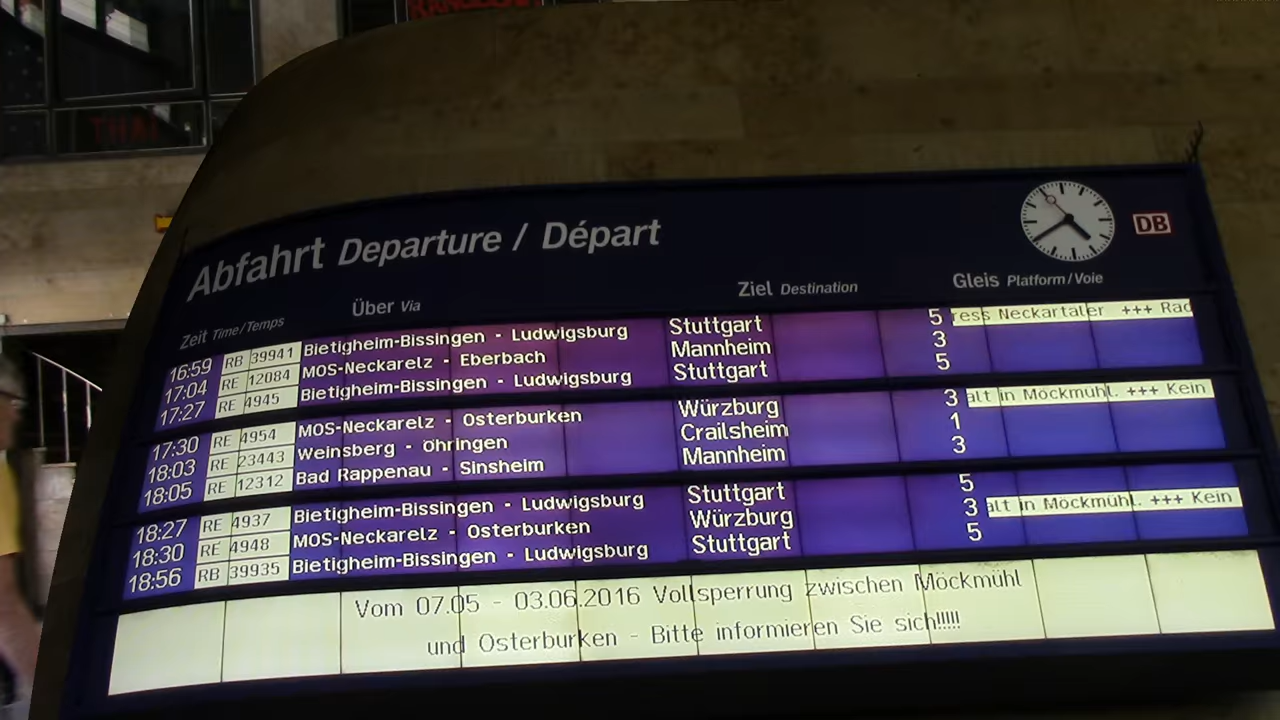 THAI
Abfahrt Departure / Départ
DB
Zeit Time/Temps Über Via Ziel Destination Gleis Platform/Voie
16:59 RB 39941 Bietigheim-Bissingen - Ludwigsburg Stuttgart 5 ress Neckartaler +++ Rad
17:04 RE 12084 MOS-Neckarelz - Eberbach Mannheim 3
17:27 RE 4945 Bietigheim-Bissingen - Ludwigsburg Stuttgart 5
17:30 RE 4954 MOS-Neckarelz - Osterburken Würzburg 3 alt in Möckmühl. +++ Kein
18:03 RE 23443 Weinsberg - Öhringen Crailsheim 1
18:05 RE 12312 Bad Rappenau - Sinsheim Mannheim 3
18:27 RE 4937 Bietigheim-Bissingen - Ludwigsburg Stuttgart 5
18:30 RE 4948 MOS-Neckarelz - Osterburken Würzburg 3 alt in Möckmühl. +++ Kein
18:56 RB 39935 Bietigheim-Bissingen - Ludwigsburg Stuttgart 5
Vom 07.05 - 03.06.2016 Vollsperrung zwischen Möckmühl
und Osterburken - Bitte informieren Sie sich!!!!!